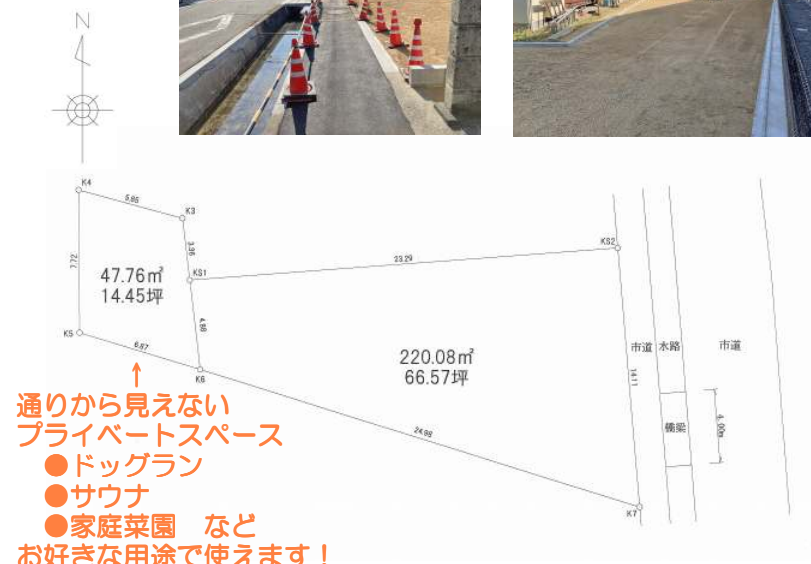 N
K4
5.85
K3
3.96
7.72
47.76㎡
14.45坪
KS1
23.29
KS2
4.88
K5
6.87
K6
220.08㎡
66.57坪
24.98
14.11
K7
市道
水路
市道
橋梁
4.00m
通りから見えない
プライベートスペース
●ドッグラン
●サウナ
●家庭菜園 など
お好きな用途で使えます！